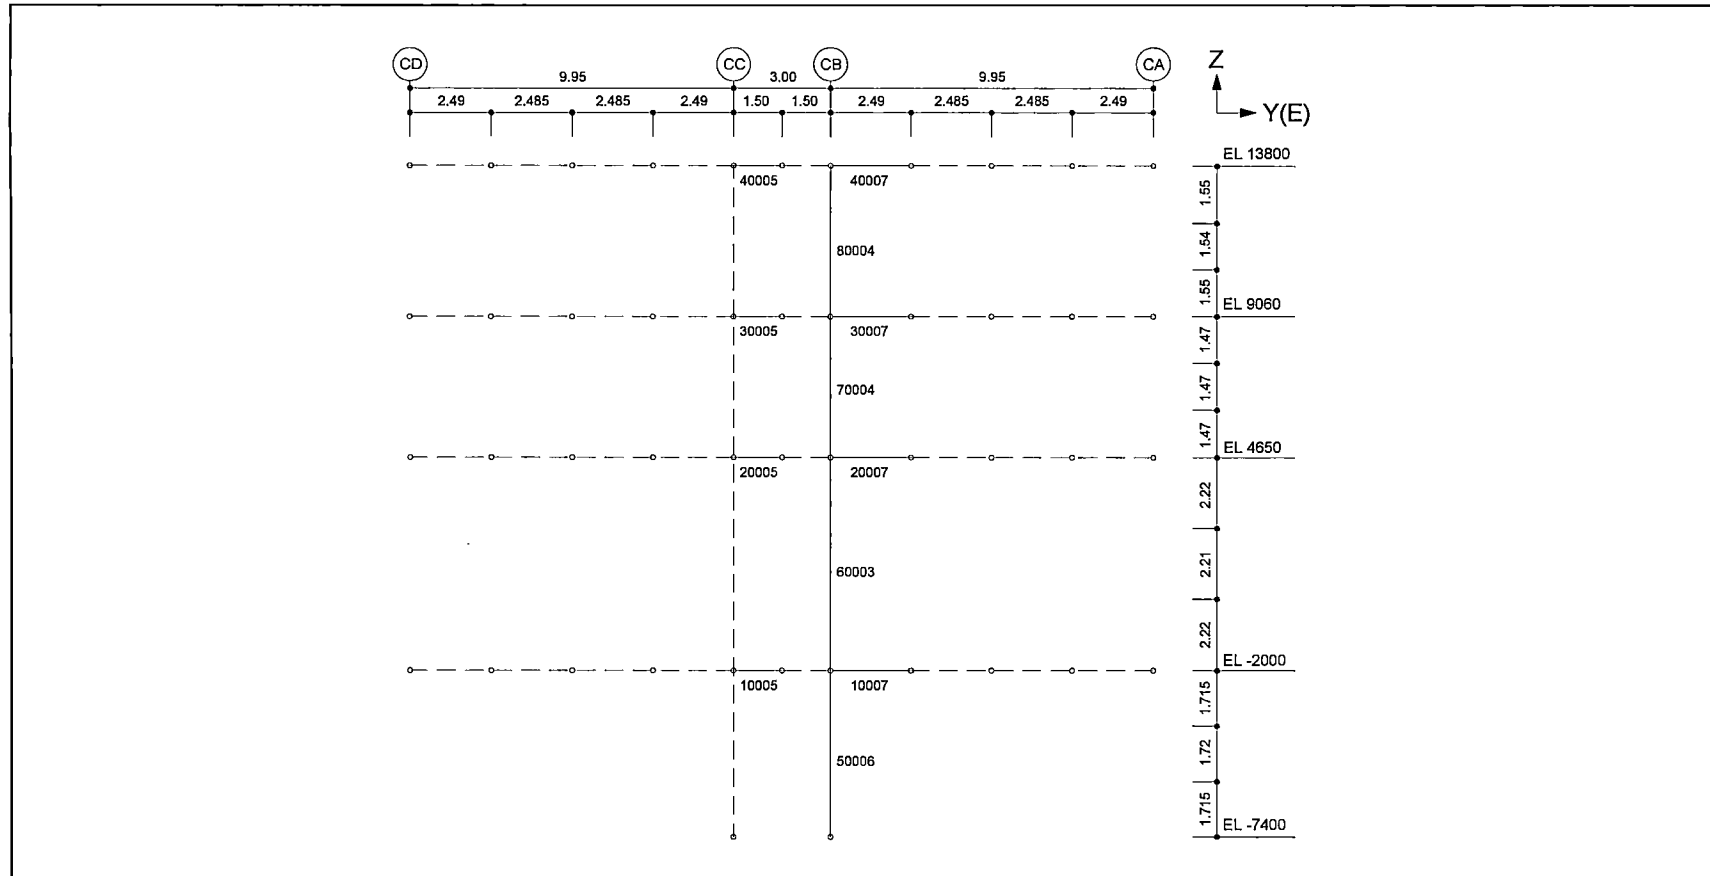 CD CC CB CA Z
9.95 3.00 9.95
2.49 2.485 2.485 2.49 1.50 1.50 2.49 2.485 2.485 2.49 Y(E)
EL 13800
40005 40007
1.55
80004
1.54
1.55
EL 9060
30005 30007
1.47
70004
1.47
1.47
EL 4650
20005 20007
2.22
60003
2.21
2.22
EL -2000
10005 10007
1.715
50006
1.72
1.715
EL -7400